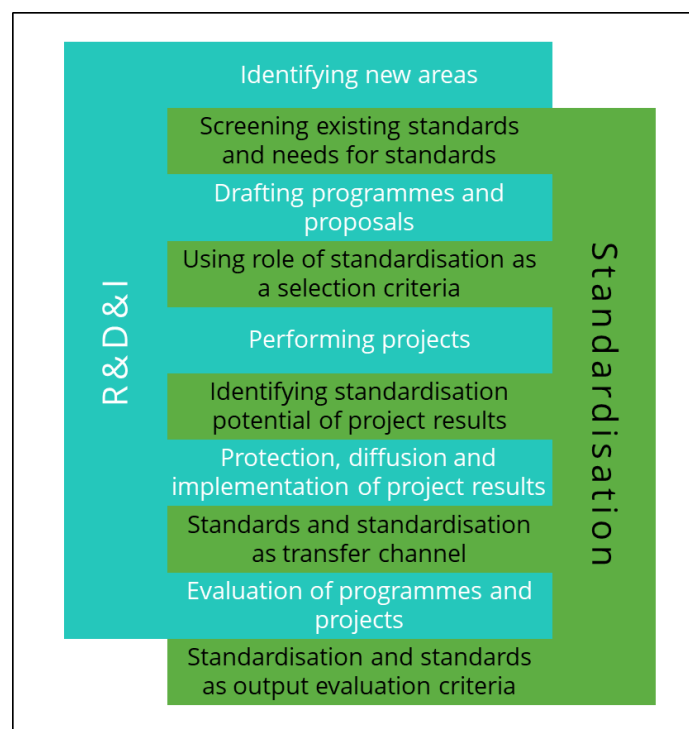 Identifying new areas
Screening existing standards
and needs for standards
Drafting programmes and
proposals
Using role of standardisation as
a selection criteria
Performing projects
Identifying standardisation
potential of project results
Protection, diffusion and
implementation of project results
Standards and standardisation
as transfer channel
Evaluation of programmes and
projects
Standardisation and standards
as output evaluation criteria
R&D&I
Standardisation